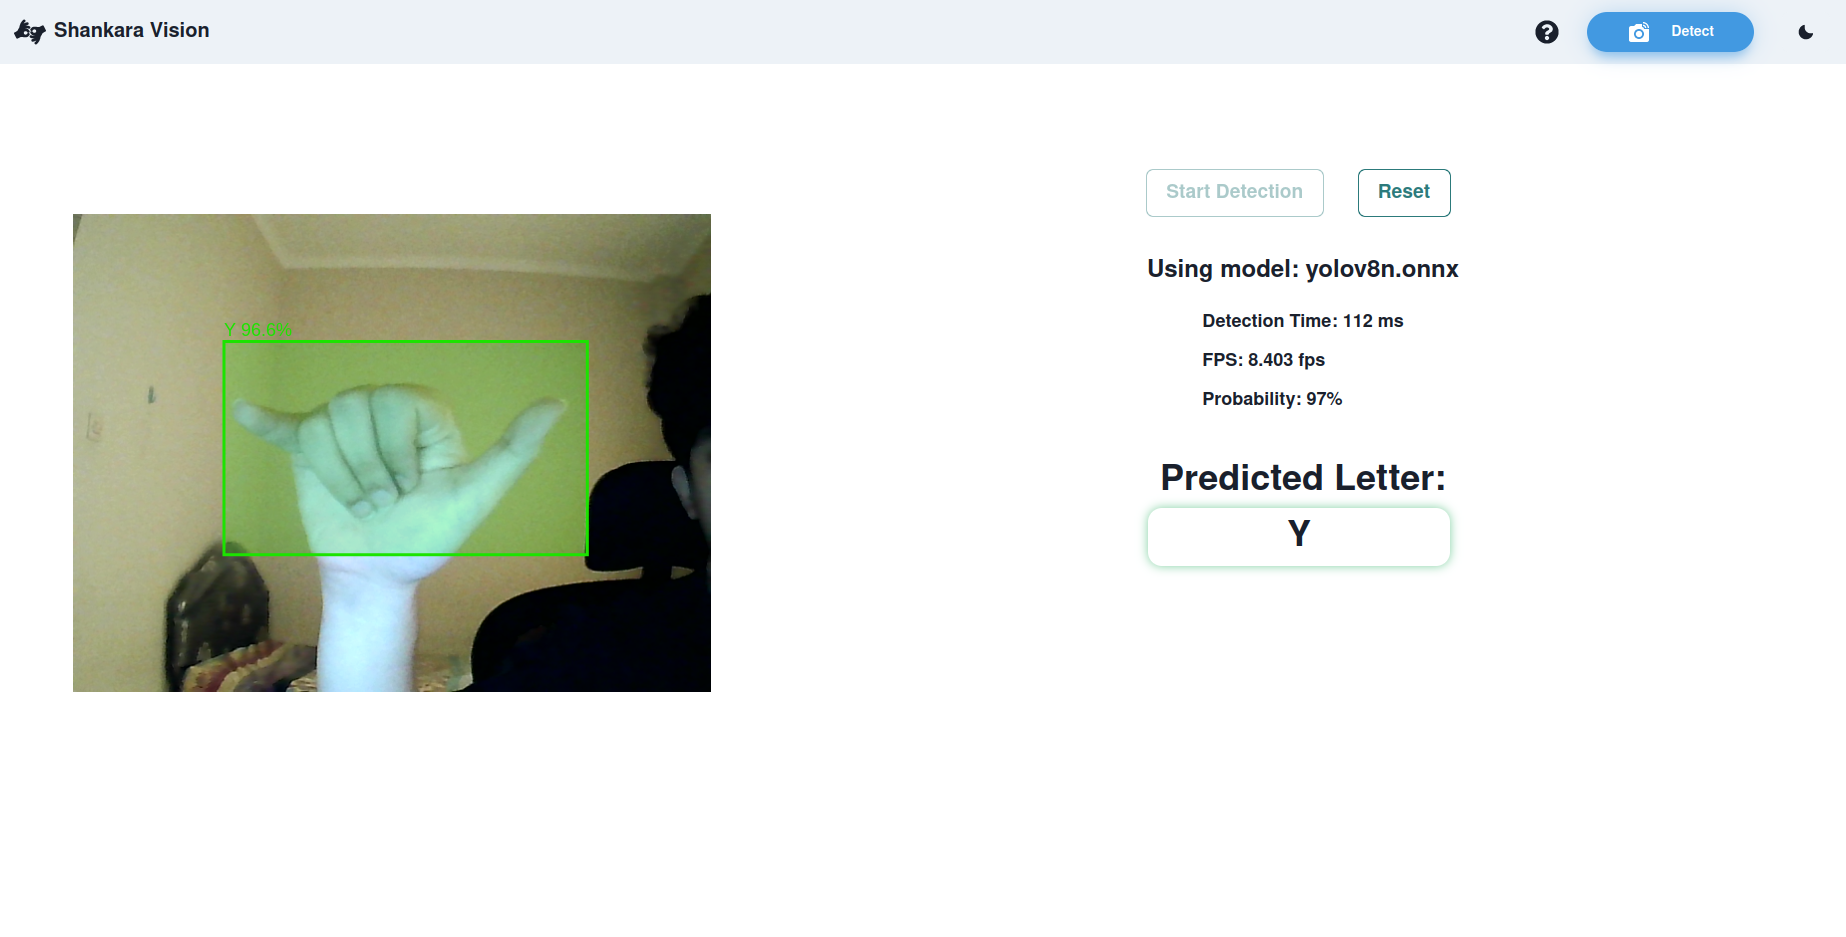 Shankara Vision
Detect
Start Detection
Reset
Using model: yolov8n.onnx
Detection Time: 112 ms
FPS: 8.403 fps
Probability: 97%
Y 96.5%
Predicted Letter:
Y